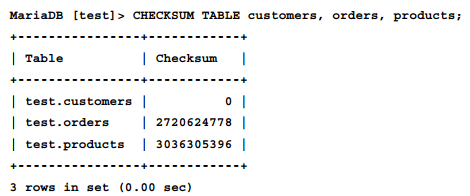 MariaDB [test]> CHECKSUM TABLE customers, orders, products;
+----------------+------------+
| Table          | Checksum   |
+----------------+------------+
| test.customers |          0 |
| test.orders    | 2720624778 |
| test.products  | 3036305396 |
+----------------+------------+
3 rows in set (0.00 sec)